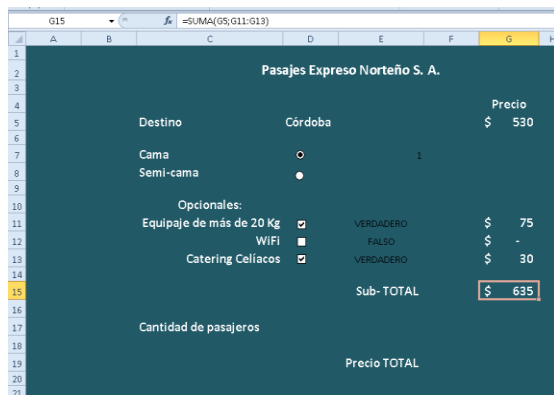 G15 fx =SUMA(G5;G11:G13)
A B C D E F G H
1
2 Pasajes Expreso Norteño S. A.
3
4 Precio
5 Destino Córdoba $ 530
6
7 Cama 1
8 Semi-cama
9
10 Opcionales:
11 Equipaje de más de 20 Kg VERDADERO $ 75
12 WiFi FALSO $ -
13 Catering Celíacos VERDADERO $ 30
14
15 Sub- TOTAL $ 635
16
17 Cantidad de pasajeros
18
19 Precio TOTAL
20
21